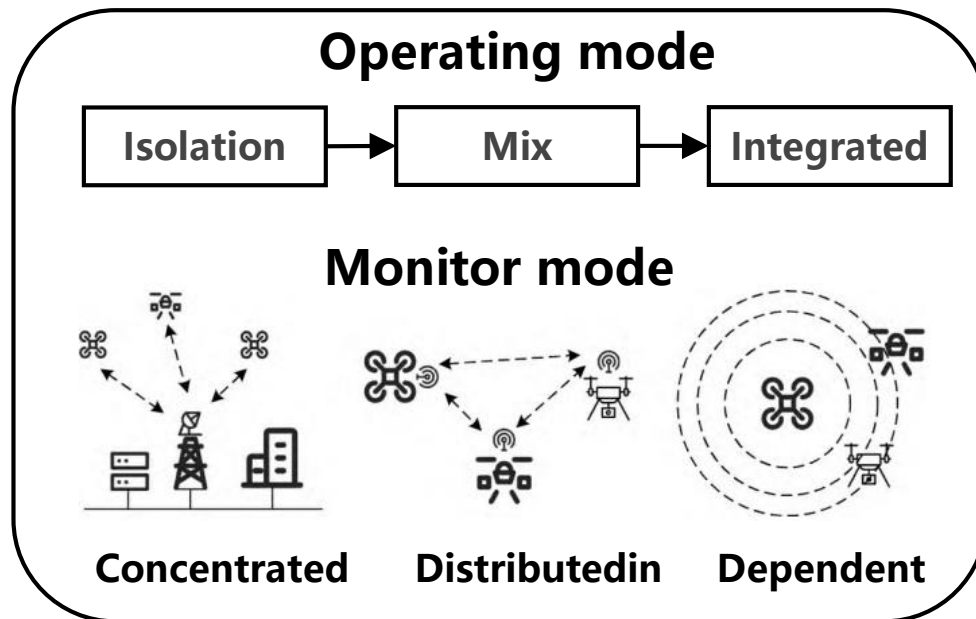 Operating mode
Isolation Mix Integrated
Monitor mode
Concentrated Distributedin Dependent